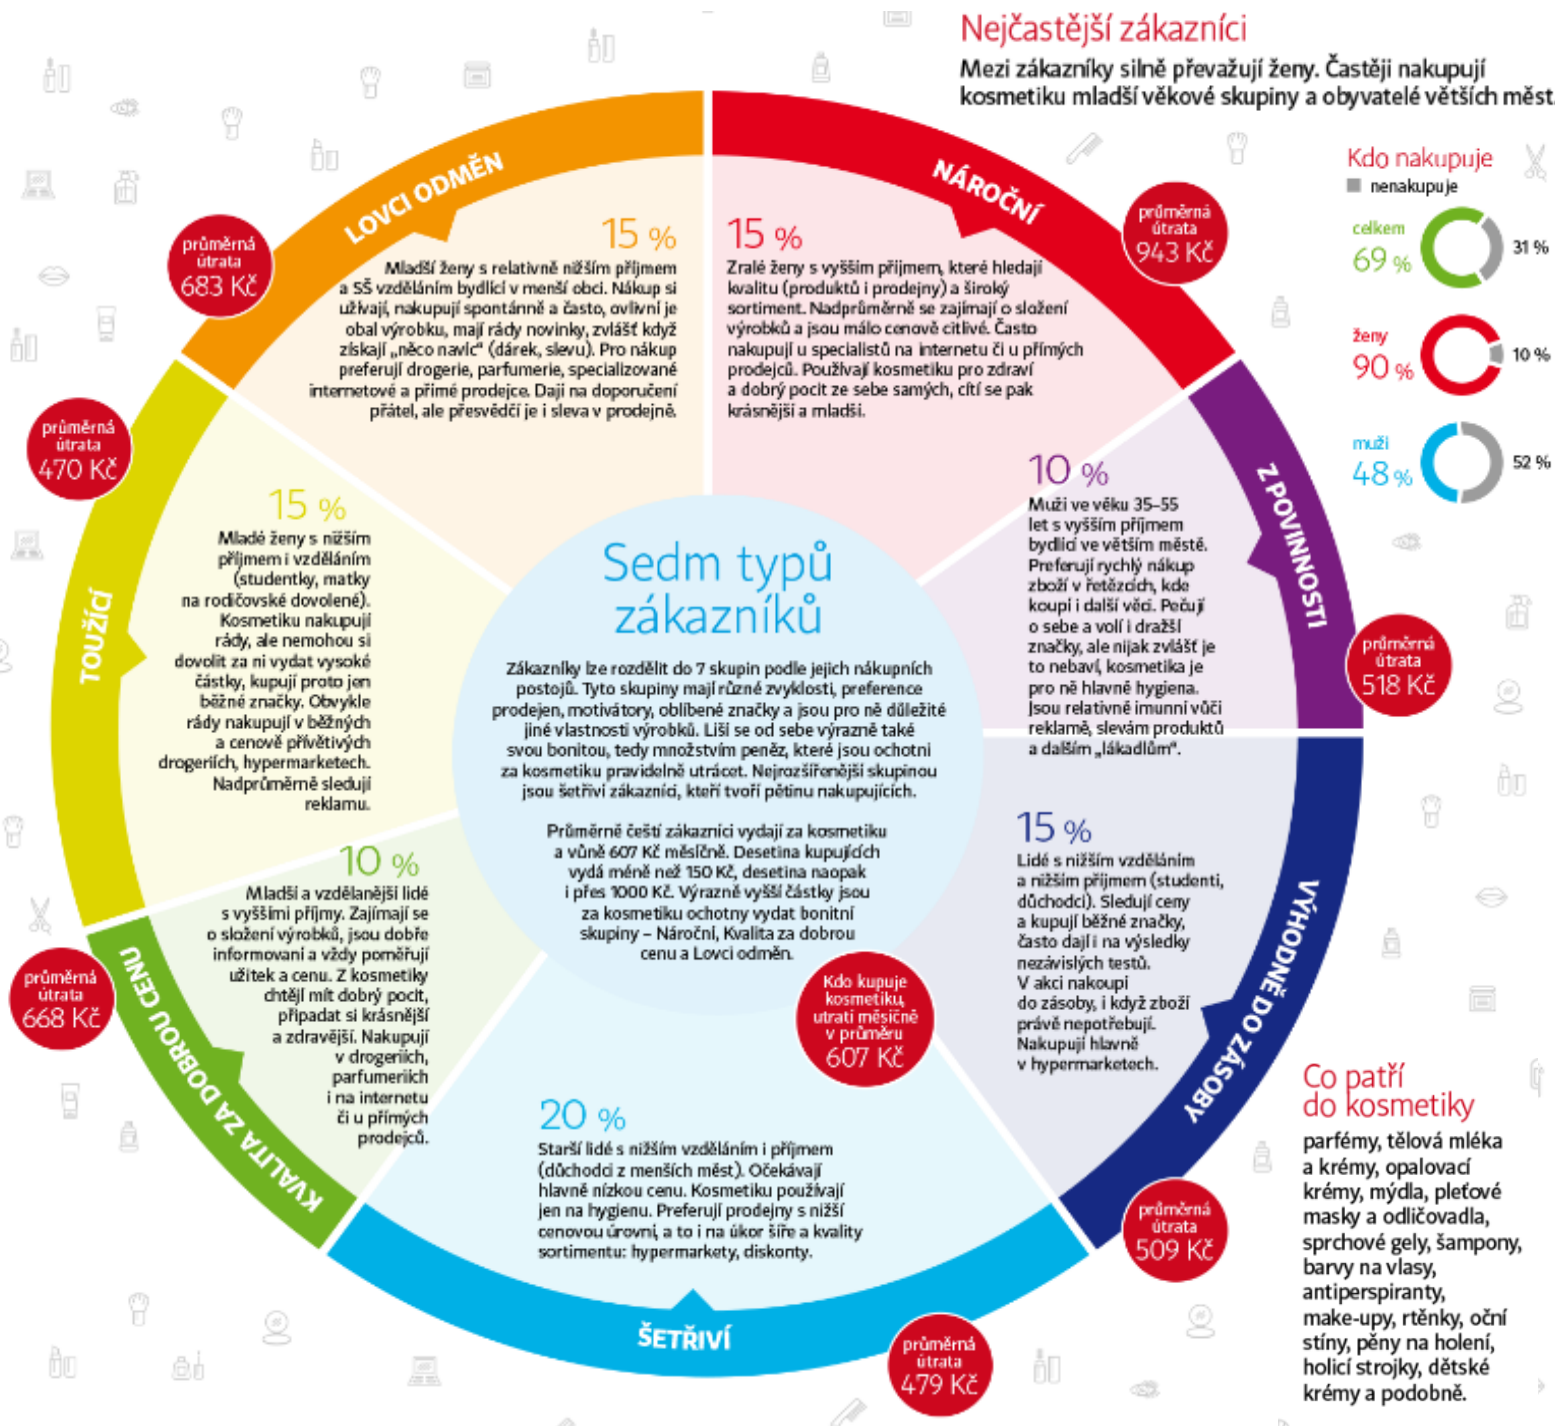 Nejčastější zákazníci
Mezi zákazníky silně převažují ženy. Častěji nakupují
kosmetiku mladší věkové skupiny a obyvatelé větších měst.
Kdo nakupuje
nenakupuje
celkem
69 %
31 %
ženy
90 %
10 %
muži
48 %
52 %
LOVCI ODMĚN
průměrná
útrata
683 Kč
15 %
Mladší ženy s relativně nižším příjmem
a SŠ vzděláním bydlící v menší obci. Nákup si
užívají, nakupují spontánně a často, ovlivní je
obal výrobku, mají rády novinky, zvlášť když
získají „něco navíc“ (dárek, slevu). Pro nákup
preferují drogerie, parfumerie, specializované
internetové a přímé prodejce. Dají na doporučení
přátel, ale přesvědčí je i sleva v prodejně.
NÁROČNÍ
průměrná
útrata
943 Kč
15 %
Zralé ženy s vyšším příjmem, které hledají
kvalitu (produktů i prodejny) a široký
sortiment. Nadprůměrně se zajímají o složení
výrobků a jsou málo cenově citlivé. Často
nakupují u specialistů na internetu či u přímých
prodejců. Používají kosmetiku pro zdraví
a dobrý pocit ze sebe samých, cítí se pak
krásnější a mladší.
Z POVINNOSTI
průměrná
útrata
518 Kč
10 %
Muži ve věku 35–55
let s vyšším příjmem
bydlící ve větším městě.
Preferují rychlý nákup
zboží v řetězcích, kde
koupí i další věci. Pečují
o sebe a volí i dražší
značky, ale nijak zvlášť je
to nebaví, kosmetika je
pro ně hlavně hygiena.
Jsou relativně imunní vůči
reklamě, slevám produktů
a dalším „lákadlům“.
TOUŽÍCÍ
průměrná
útrata
470 Kč
15 %
Mladé ženy s nižším
příjmem i vzděláním
(studentky, matky
na rodičovské dovolené).
Kosmetiku nakupují
rády, ale nemohou si
dovolit za ni vydat vysoké
částky, kupují proto jen
běžné značky. Obvykle
rády nakupují v běžných
a cenově přívětivých
drogeriích, hypermarketech.
Nadprůměrně sledují
reklamu.
Sedm typů
zákazníků
Zákazníky lze rozdělit do 7 skupin podle jejich nákupních
postojů. Tyto skupiny mají různé zvyklosti, preference
prodejen, motivátory, oblíbené značky a jsou pro ně důležité
jiné vlastnosti výrobků. Liší se od sebe výrazně také
svou bonitou, tedy množstvím peněz, které jsou ochotni
za kosmetiku pravidelně utrácet. Nejrozšířenější skupinou
jsou šetřiví zákazníci, kteří tvoří pětinu nakupujících.
Průměrně čeští zákazníci vydají za kosmetiku
a vůně 607 Kč měsíčně. Desetina kupujících
vydá méně než 150 Kč, desetina naopak
i přes 1000 Kč. Výrazně vyšší částky jsou
za kosmetiku ochotny vydat bonitní
skupiny – Nároční, Kvalita za dobrou
cenu a Lovci odměn.
Kdo kupuje
kosmetiku,
utratí měsíčně
v průměru
607 Kč
VÝHODNĚ DO ZÁSOBY
průměrná
útrata
509 Kč
15 %
Lidé s nižším vzděláním
a nižším příjmem (studenti,
důchodci). Sledují ceny
a kupují běžné značky,
často dají i na výsledky
nezávislých testů.
V akci nakoupí
do zásoby, i když zboží
právě nepotřebují.
Nakupují hlavně
v hypermarketech.
KVALITA ZA DOBROU CENU
průměrná
útrata
668 Kč
10 %
Mladší a vzdělanější lidé
s vyššími příjmy. Zajímají se
o složení výrobků, jsou dobře
informovaní a vždy poměřují
užitek a cenu. Z kosmetiky
chtějí mít dobrý pocit,
připadat si krásnější
a zdravější. Nakupují
v drogeriích,
parfumeriích
i na internetu
či u přímých
prodejců.
ŠETŘIVÍ
průměrná
útrata
479 Kč
20 %
Starší lidé s nižším vzděláním i příjmem
(důchodci z menších měst). Očekávají
hlavně nízkou cenu. Kosmetiku používají
jen na hygienu. Preferují prodejny s nižší
cenovou úrovní, a to i na úkor šíře a kvality
sortimentu: hypermarkety, diskonty.
Co patří
do kosmetiky
parfémy, tělová mléka
a krémy, opalovací
krémy, mýdla, pleťové
masky a odličovadla,
sprchové gely, šampony,
barvy na vlasy,
antiperspiranty,
make-upy, rtěnky, oční
stíny, pěny na holení,
holicí strojky, dětské
krémy a podobně.